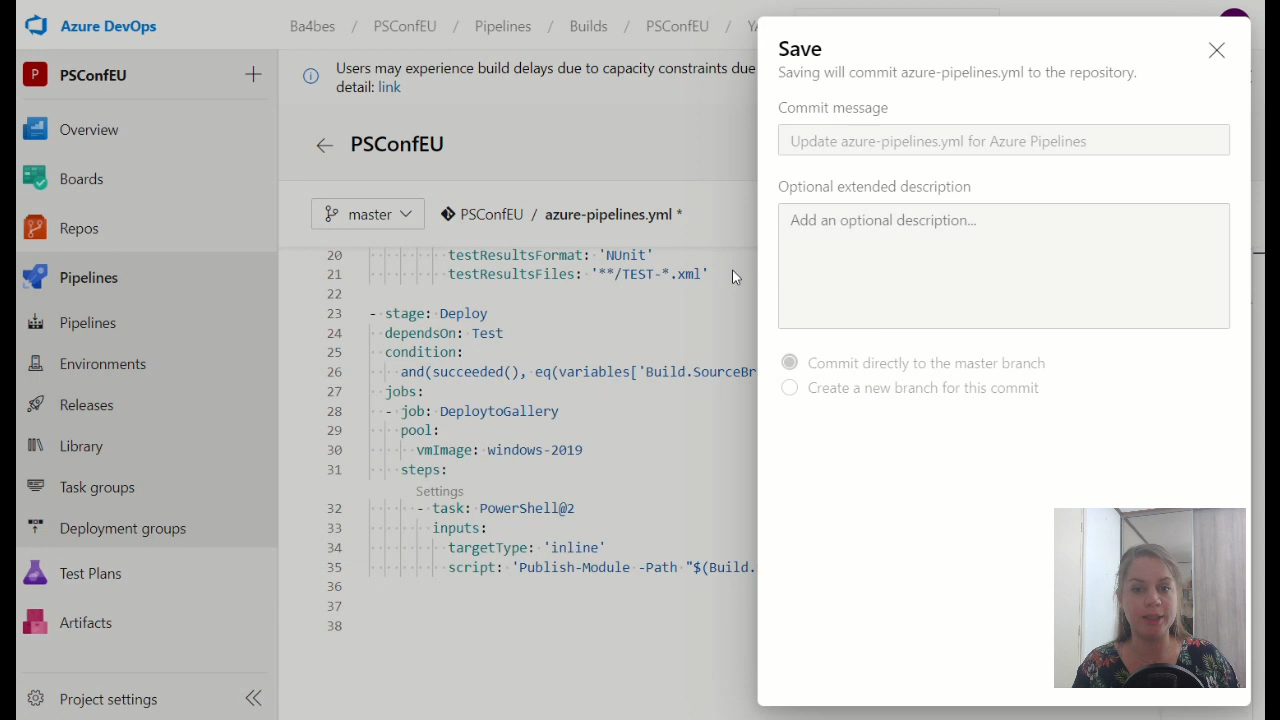 Azure DevOps
Ba4bes / PSConfEU / Pipelines / Builds / PSConfEU /
P PSConfEU
Overview
Boards
Repos
Pipelines
Pipelines
Environments
Releases
Library
Task groups
Deployment groups
Test Plans
Artifacts
Project settings
Users may experience build delays due to capacity constraints due
detail: link
PSConfEU
master
PSConfEU / azure-pipelines.yml *
20 testResultsFormat: 'NUnit'
21 testResultsFiles: '**/TEST-*.xml'
22
23 - stage: Deploy
24 dependsOn: Test
25 condition:
26 and(succeeded(), eq(variables['Build.SourceBr
27 jobs:
28 - job: DeploytoGallery
29 pool:
30 vmImage: windows-2019
31 steps:
Settings
32 - task: PowerShell@2
33 inputs:
34 targetType: 'inline'
35 script: 'Publish-Module -Path "$(Build.
36
37
38
Save
Saving will commit azure-pipelines.yml to the repository.
Commit message
Update azure-pipelines.yml for Azure Pipelines
Optional extended description
Add an optional description...
Commit directly to the master branch
Create a new branch for this commit